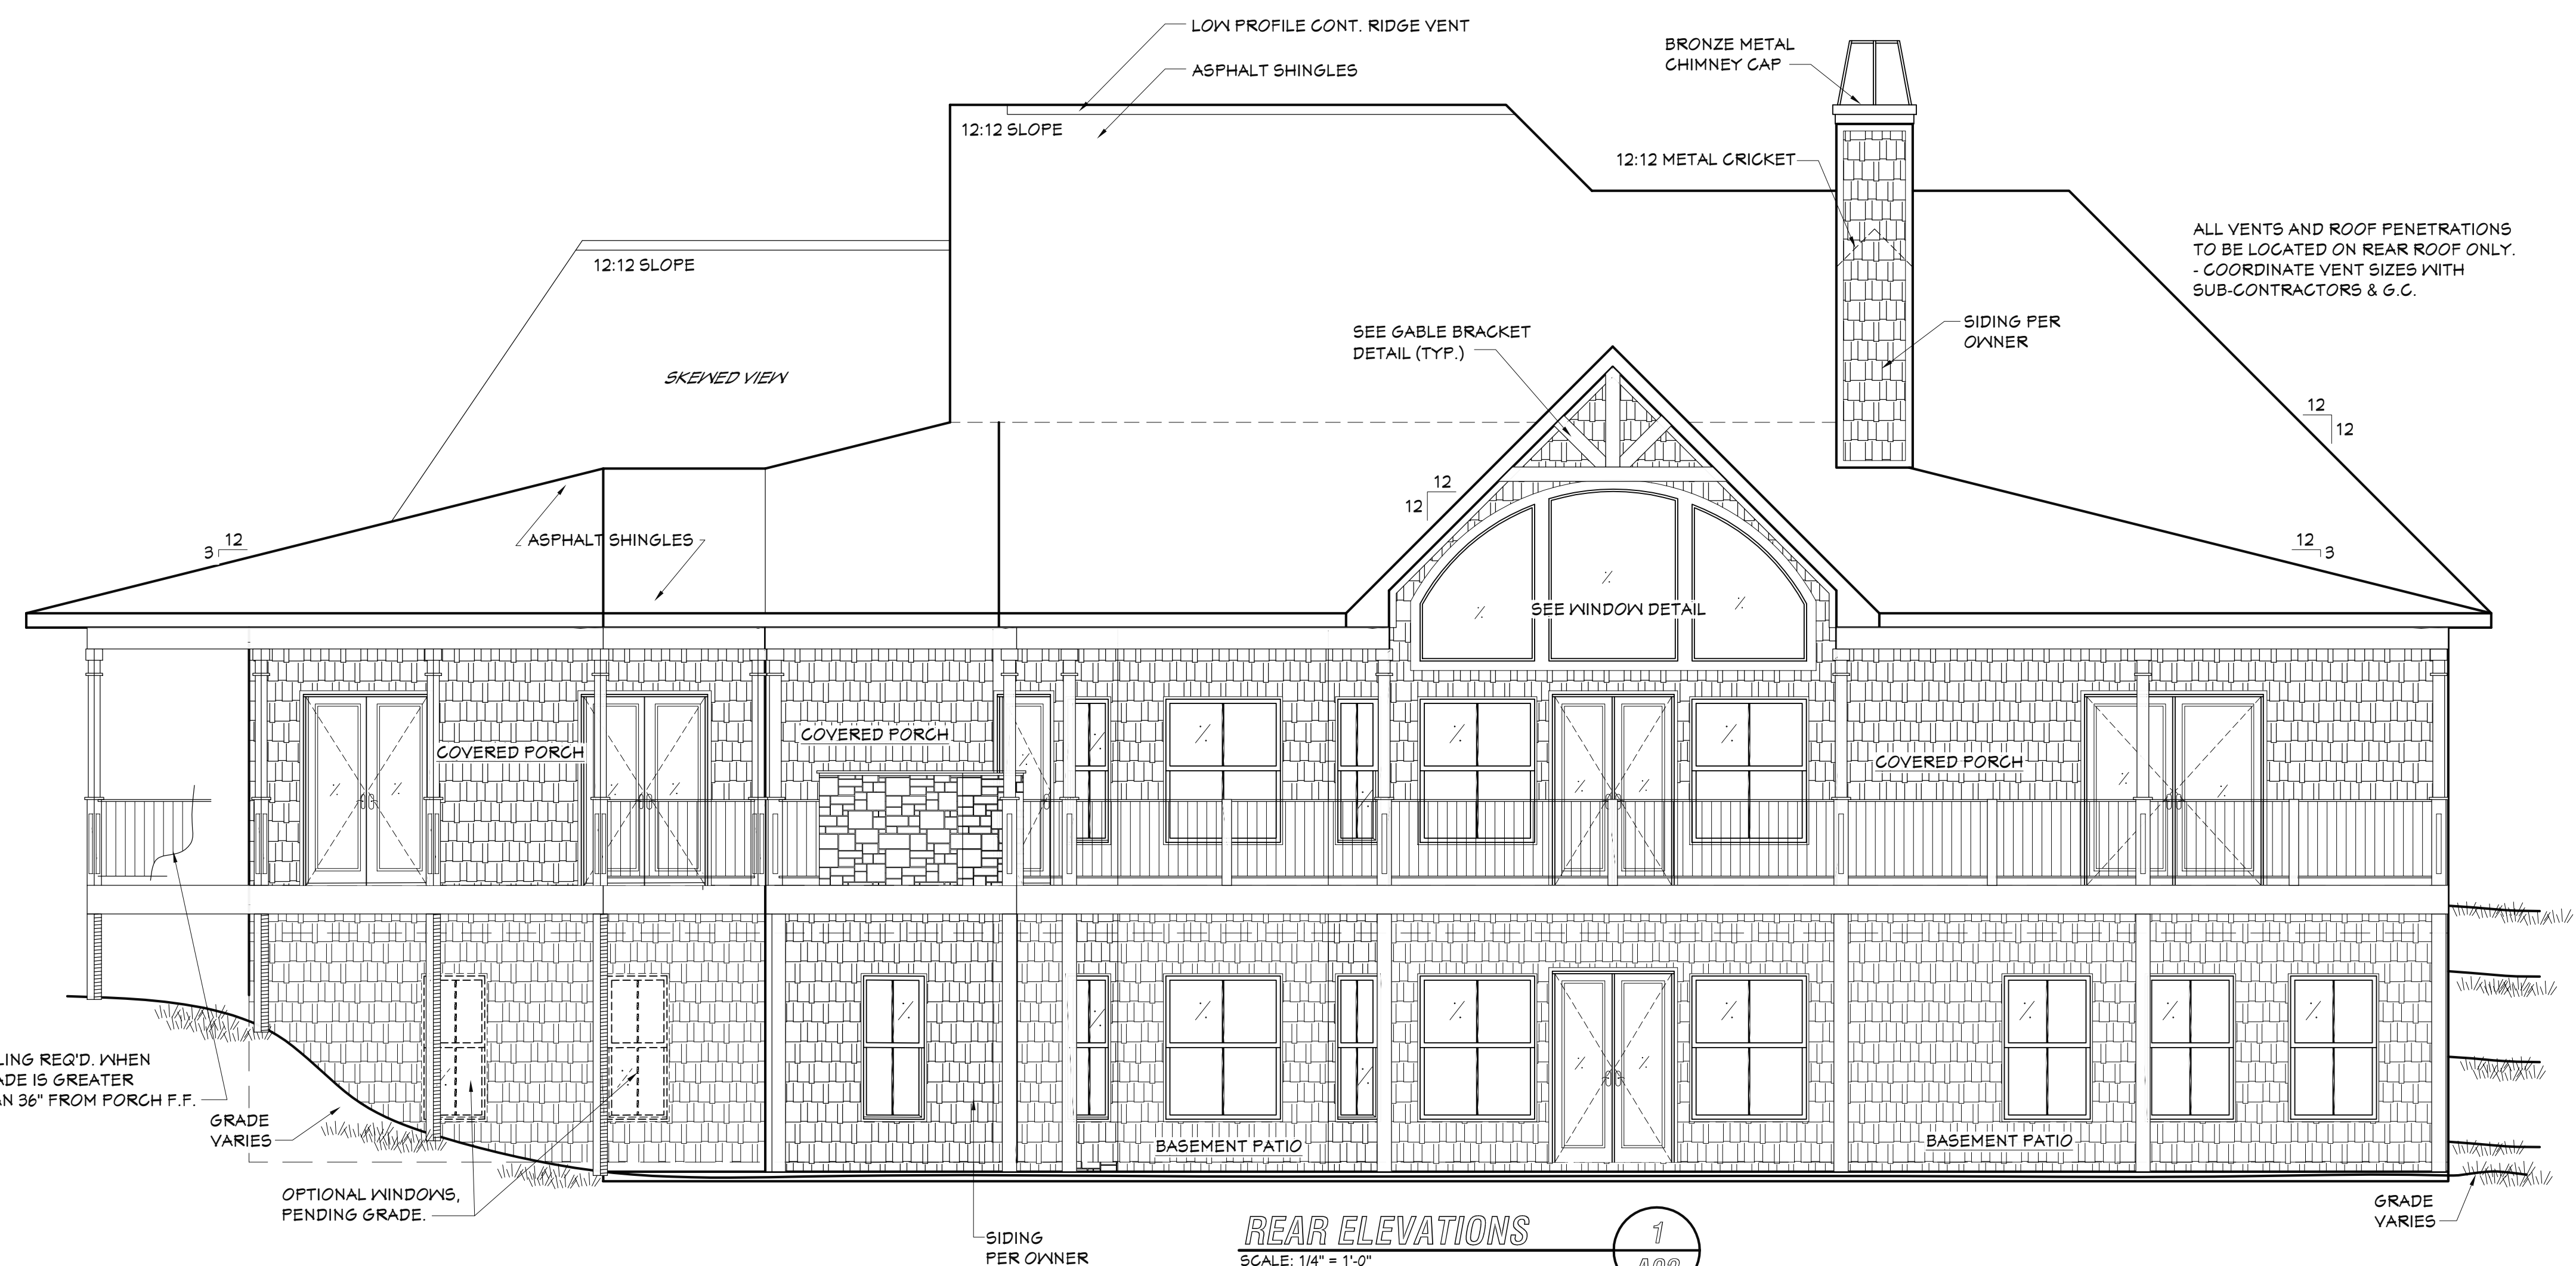 LOW PROFILE CONT. RIDGE VENT
ASPHALT SHINGLES
BRONZE METAL
CHIMNEY CAP
12:12 SLOPE
12:12 METAL CRICKET
ALL VENTS AND ROOF PENETRATIONS
TO BE LOCATED ON REAR ROOF ONLY.
- COORDINATE VENT SIZES WITH
SUB-CONTRACTORS & G.C.
12:12 SLOPE
SIDING PER
OWNER
SEE GABLE BRACKET
DETAIL (TYP.)
SKEWED VIEW
12
12
12
12
12
3
ASPHALT SHINGLES
12
3
SEE WINDOW DETAIL
COVERED PORCH
COVERED PORCH
COVERED PORCH
LING REQ'D. WHEN
ADE IS GREATER
AN 36" FROM PORCH F.F.
GRADE
VARIES
BASEMENT PATIO
BASEMENT PATIO
OPTIONAL WINDOWS,
PENDING GRADE.
SIDING
PER OWNER
GRADE
VARIES
REAR ELEVATIONS
SCALE: 1/4" = 1'-0"
1